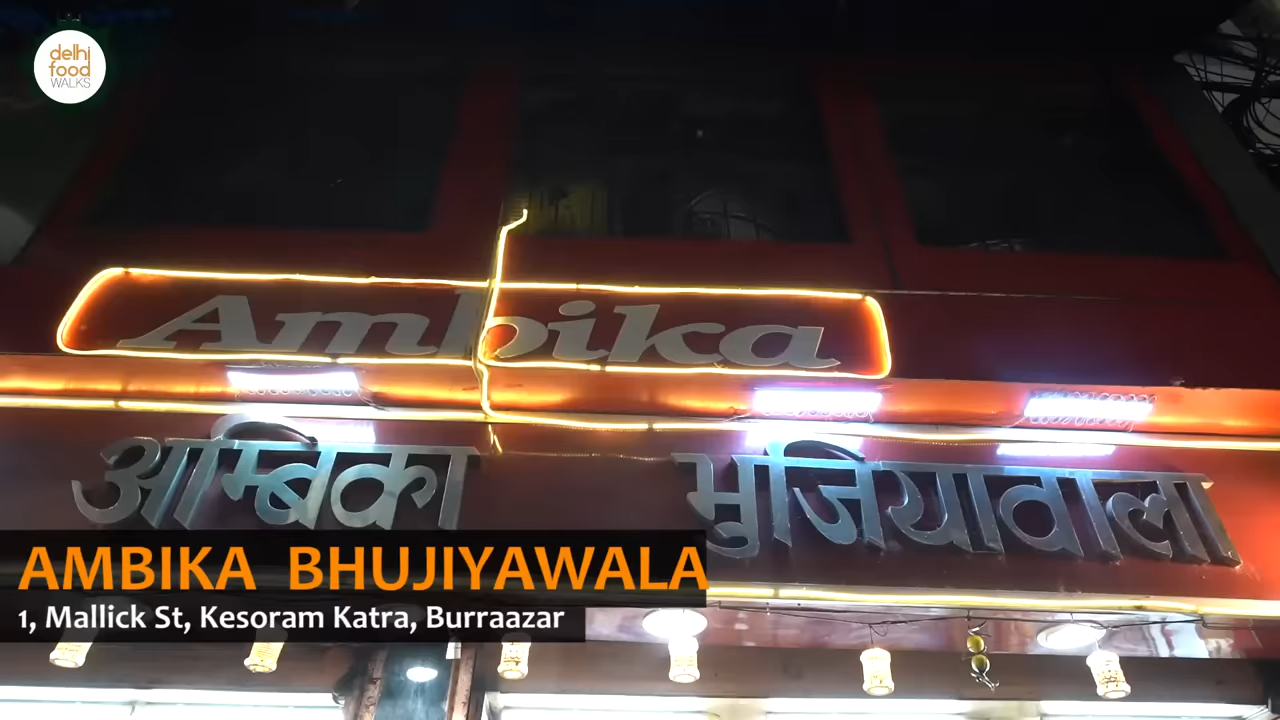 delhi
food
WALKS
Ambika
अम्बिका भुजियावाला
AMBIKA BHUJIYAWALA
1, Mallick St, Kesoram Katra, Burraazar